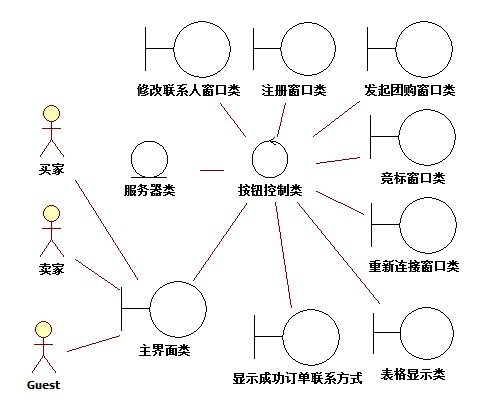 修改联系人窗口类
注册窗口类
发起团购窗口类
买家
服务器类
按钮控制类
竞标窗口类
卖家
重新连接窗口类
主界面类
Guest
显示成功订单联系方式
表格显示类